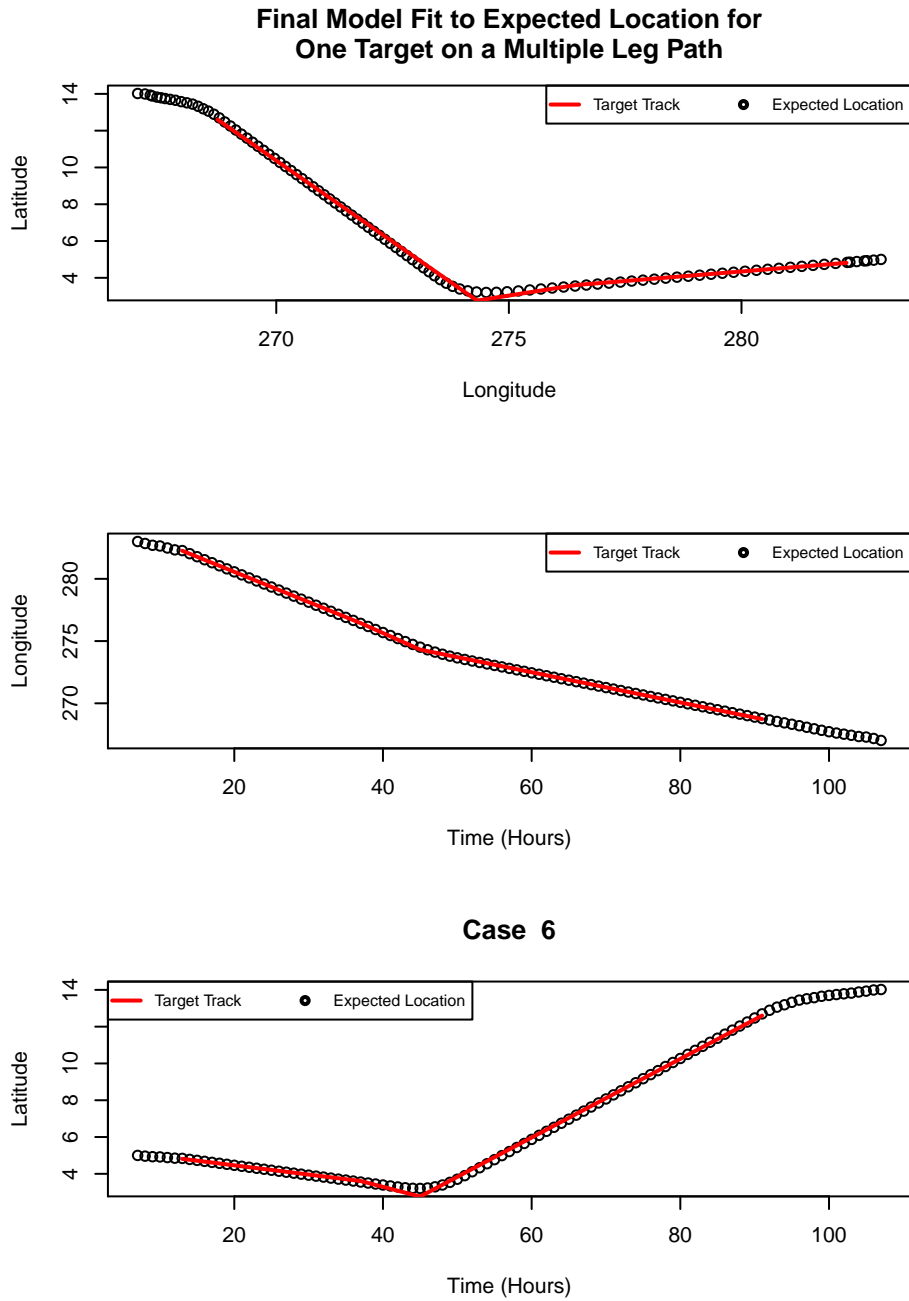 Final Model Fit to Expected Location for
One Target on a Multiple Leg Path
Target Track
Expected Location
Latitude
14
10
8
6
4
270
275
280
Longitude
Target Track
Expected Location
Longitude
280
275
270
20
40
60
80
100
Time (Hours)
Case 6
Target Track
Expected Location
Latitude
14
10
8
6
4
20
40
60
80
100
Time (Hours)